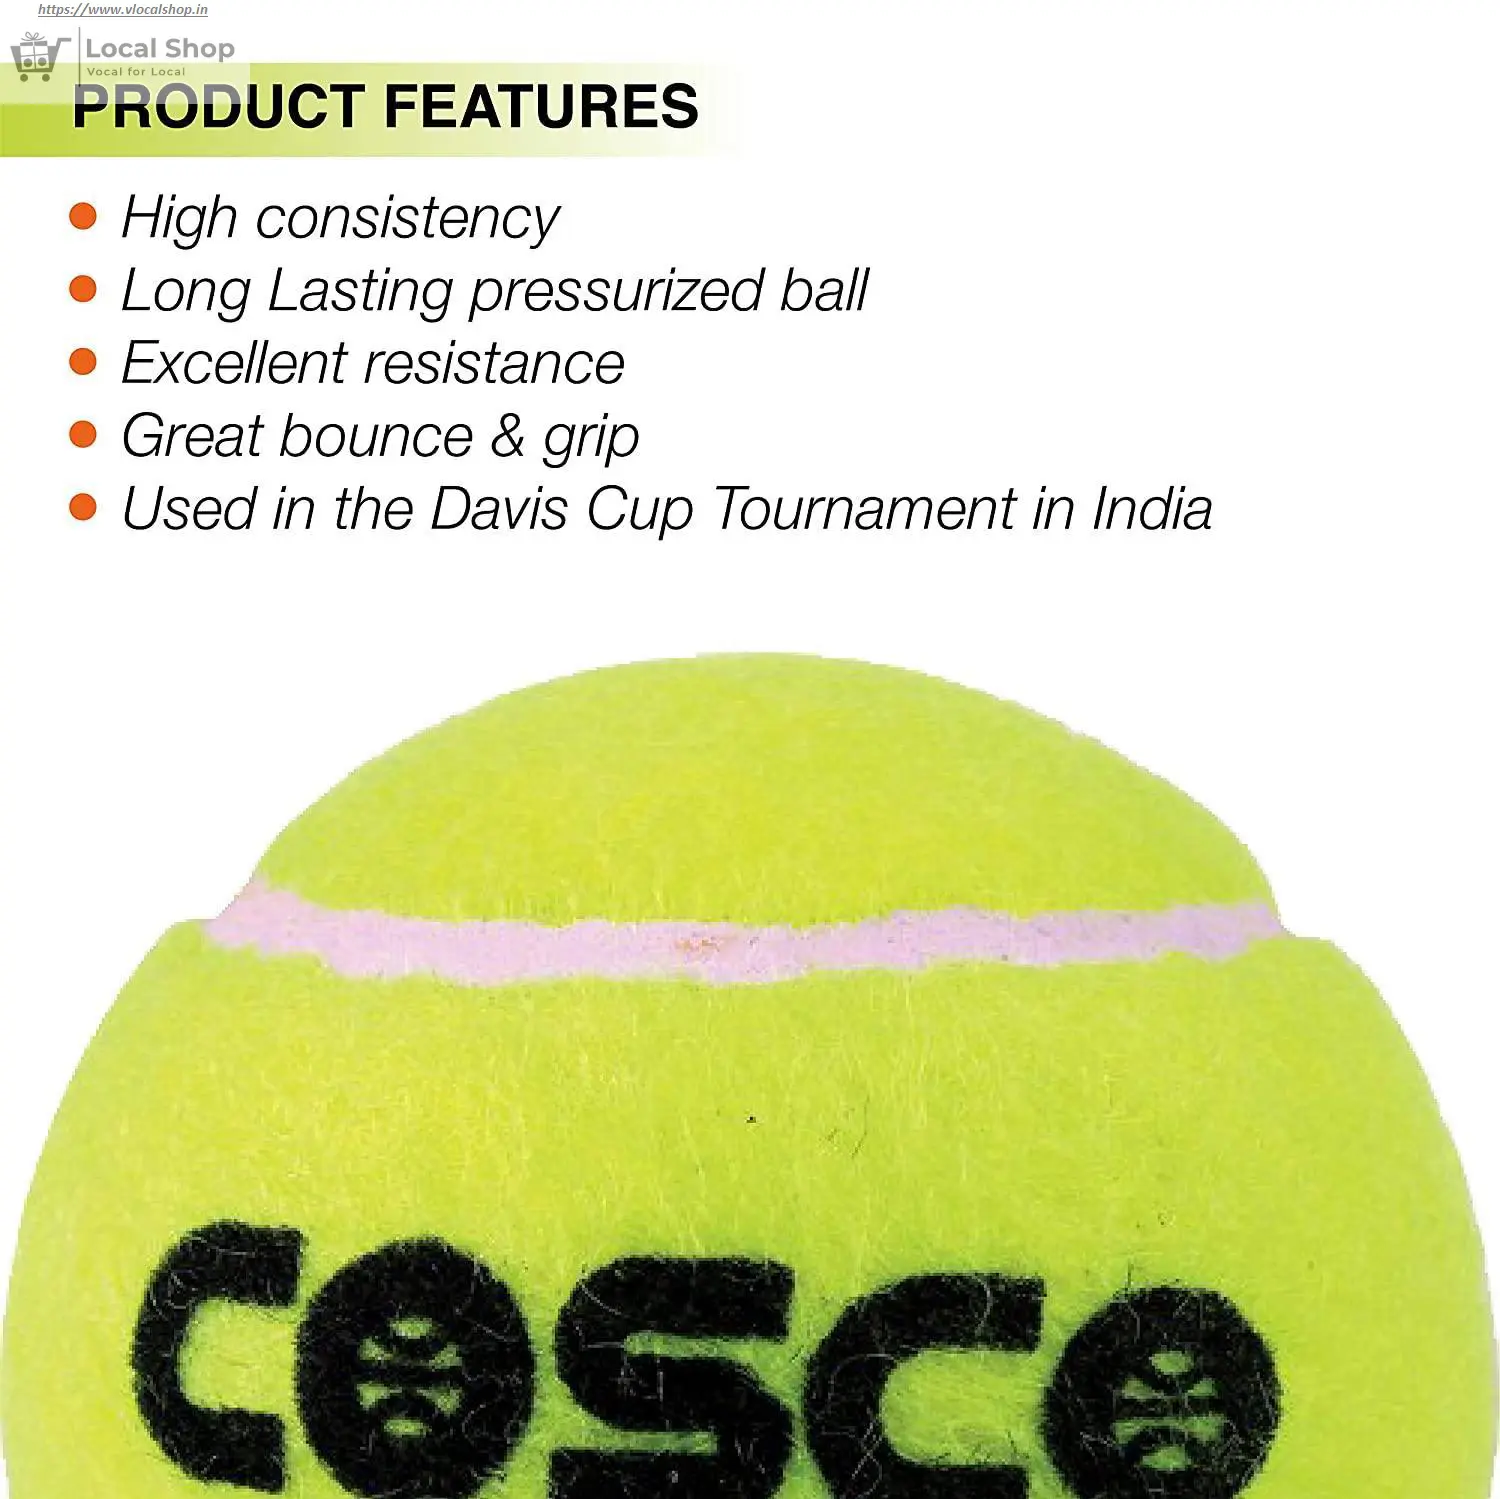 https://www.vlocalshop.in
Local Shop
Vocal for Local
PRODUCT FEATURES
High consistency
Long Lasting pressurized ball
Excellent resistance
Great bounce & grip
Used in the Davis Cup Tournament in India
COSCO